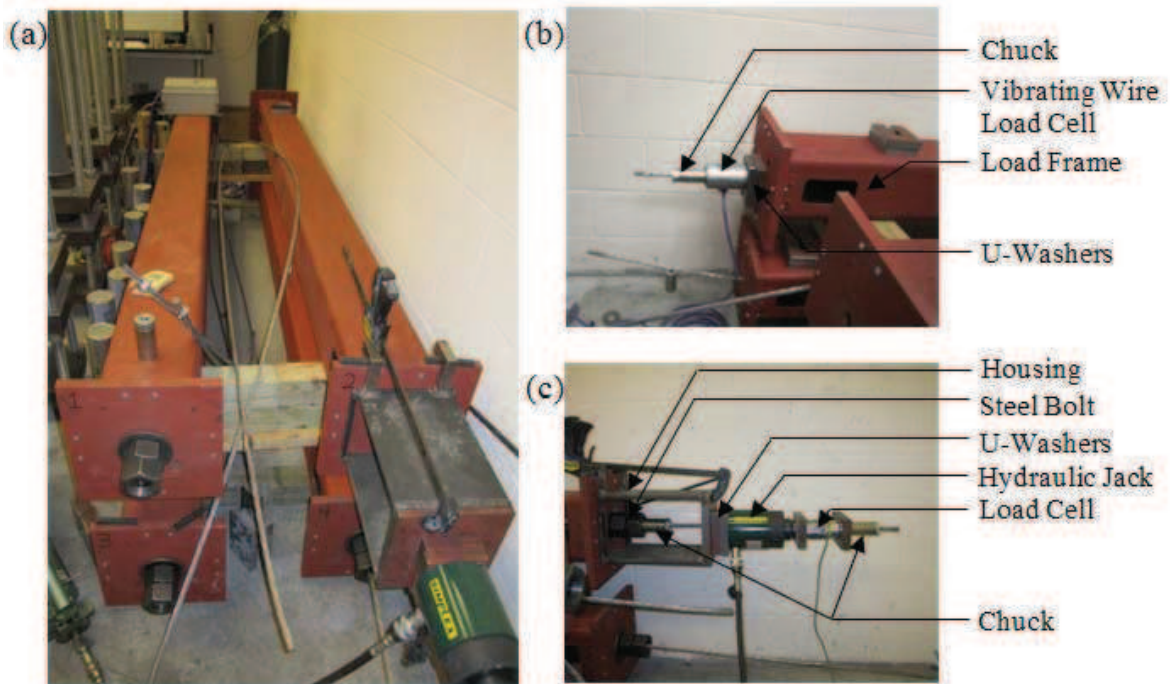 (a)
1
2
3
4
SIMPLEX
(b)
Chuck
Vibrating Wire
Load Cell
Load Frame
U-Washers
(c)
Housing
Steel Bolt
U-Washers
Hydraulic Jack
Load Cell
Chuck